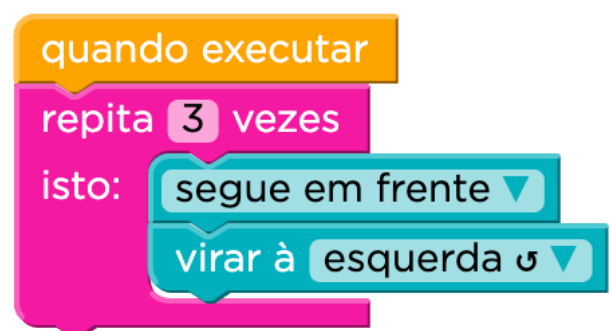 quando executar
repita 3 vezes
isto: segue em frente ▼
virar à esquerda ↺ ▼